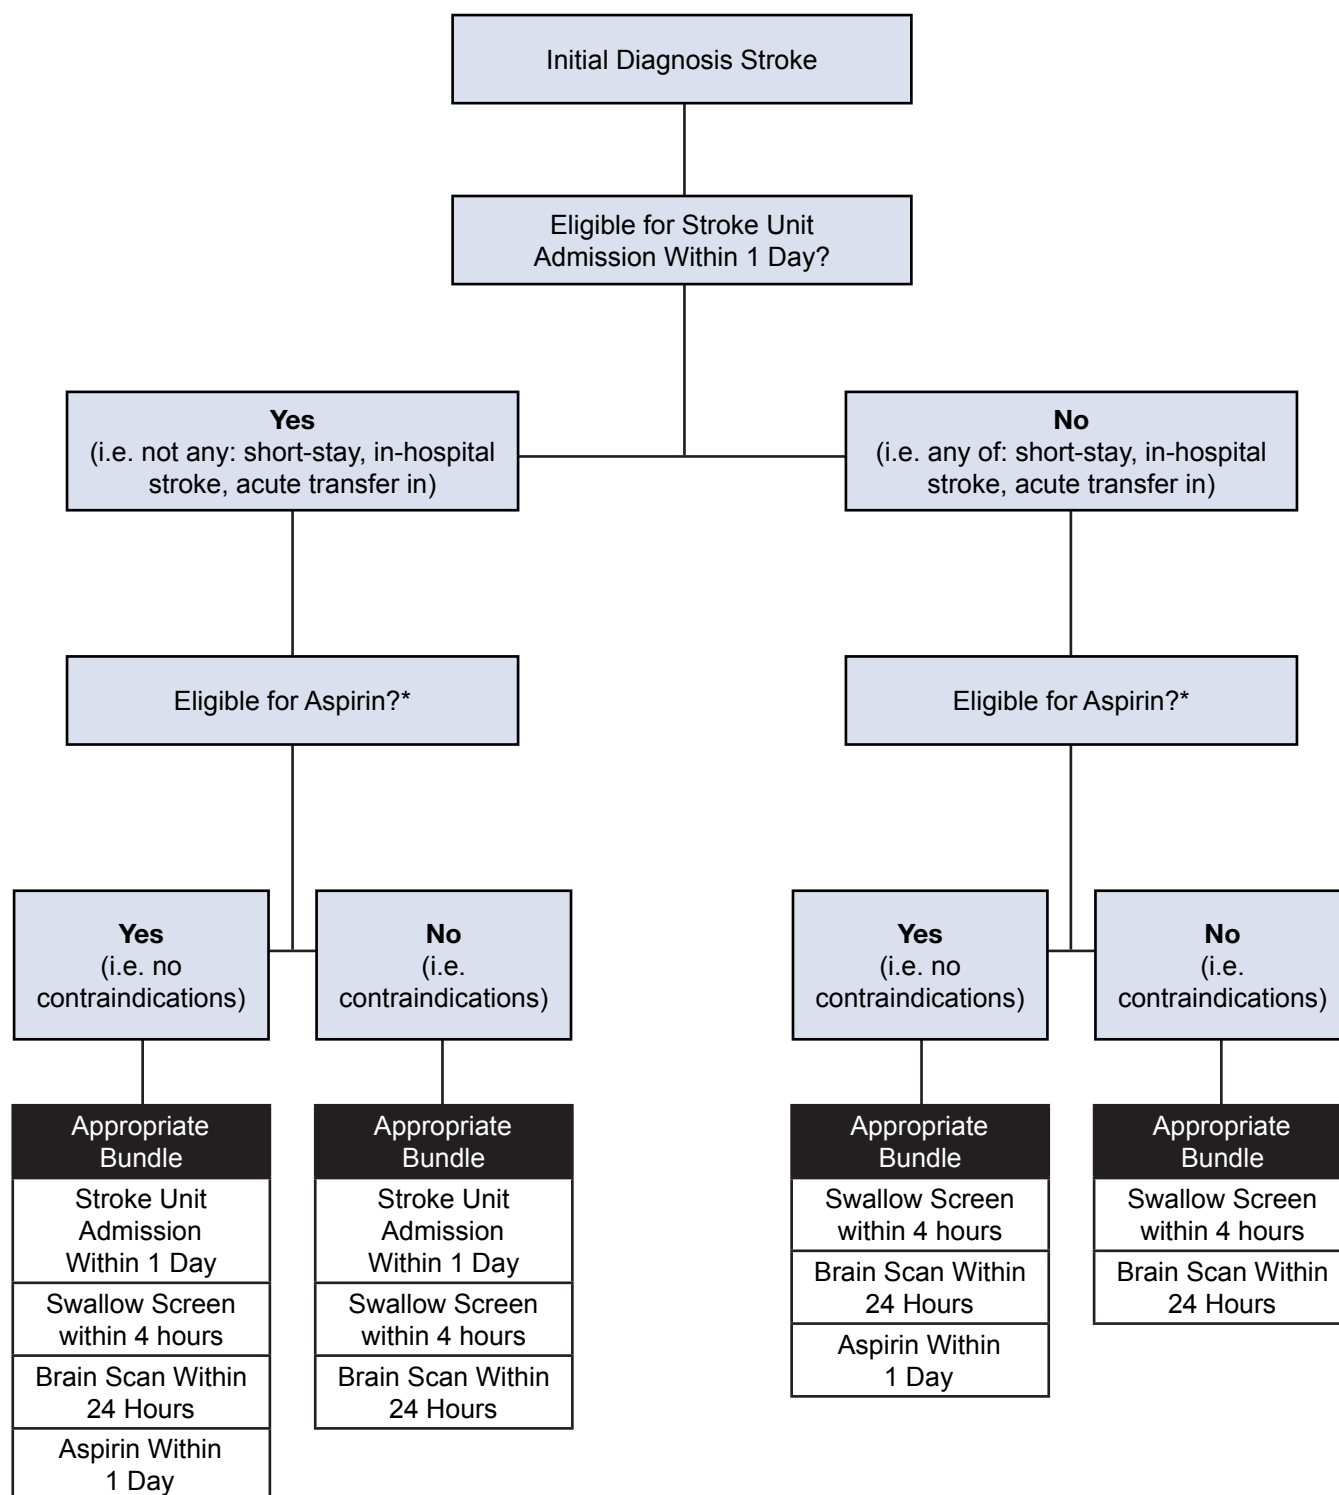 Initial Diagnosis Stroke
Eligible for Stroke Unit
Admission Within 1 Day?
Yes
(i.e. not any: short-stay, in-hospital
stroke, acute transfer in)
No
(i.e. any of: short-stay, in-hospital
stroke, acute transfer in)
Eligible for Aspirin?*
Eligible for Aspirin?*
Yes
(i.e. no
contraindications)
No
(i.e.
contraindications)
Yes
(i.e. no
contraindications)
No
(i.e.
contraindications)
Appropriate
Bundle
Stroke Unit
Admission
Within 1 Day
Swallow Screen
within 4 hours
Brain Scan Within
24 Hours
Aspirin Within
1 Day
Appropriate
Bundle
Stroke Unit
Admission
Within 1 Day
Swallow Screen
within 4 hours
Brain Scan Within
24 Hours
Appropriate
Bundle
Swallow Screen
within 4 hours
Brain Scan Within
24 Hours
Aspirin Within
1 Day
Appropriate
Bundle
Swallow Screen
within 4 hours
Brain Scan Within
24 Hours